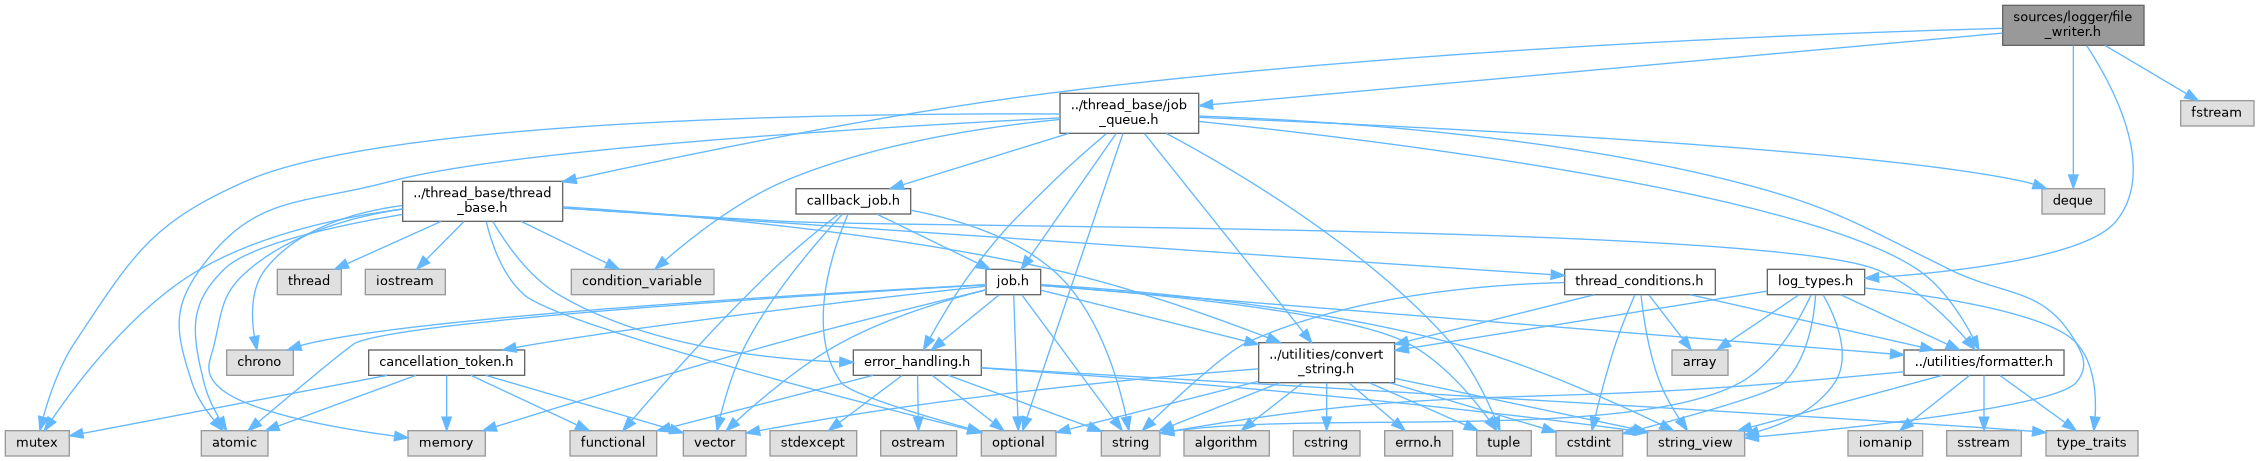 sources/logger/file
_writer.h
../thread_base/job
_queue.h
fstream
../thread_base/thread
_base.h
callback_job.h
deque
thread
iostream
condition_variable
job.h
thread_conditions.h
log_types.h
chrono
cancellation_token.h
error_handling.h
../utilities/convert
_string.h
array
../utilities/formatter.h
mutex
atomic
memory
functional
vector
stdexcept
ostream
optional
string
algorithm
cstring
errno.h
tuple
cstdint
string_view
iomanip
sstream
type_traits